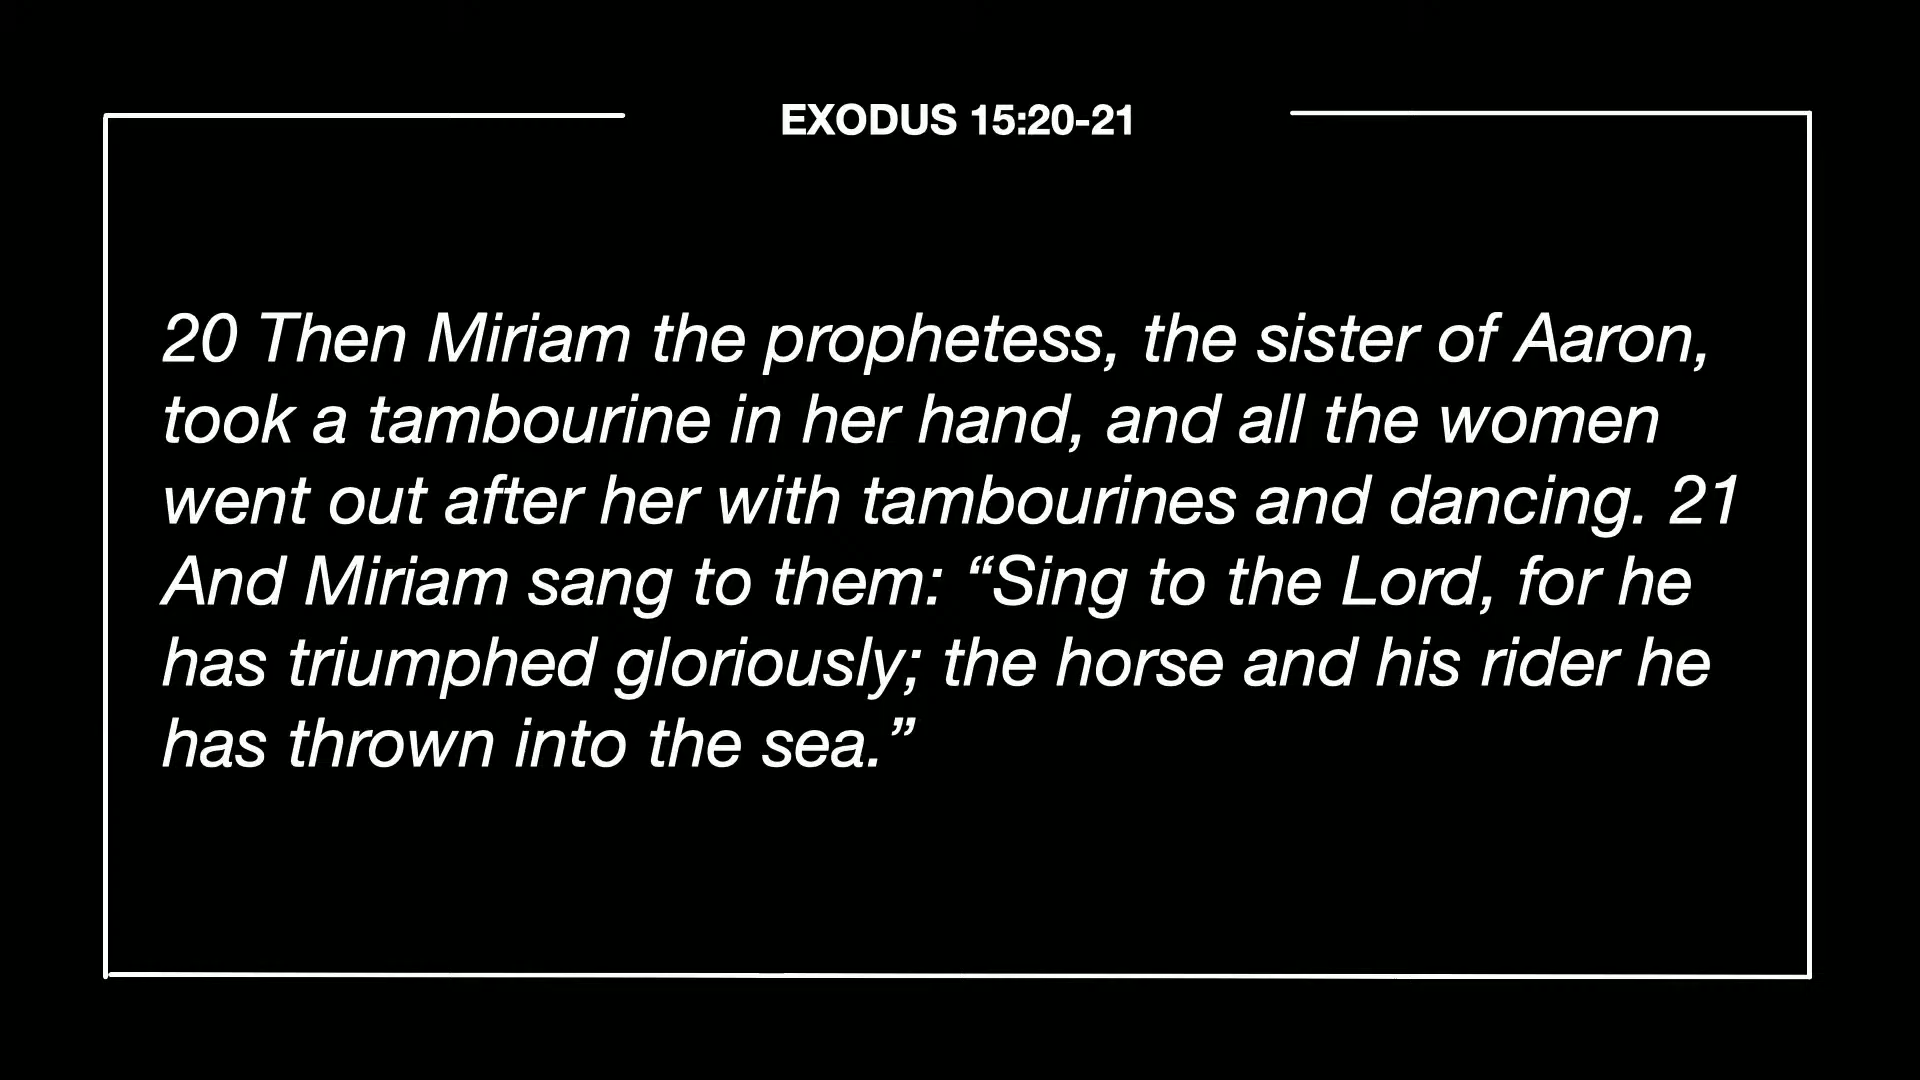 EXODUS 15:20-21
20 Then Miriam the prophetess, the sister of Aaron,
took a tambourine in her hand, and all the women
went out after her with tambourines and dancing. 21
And Miriam sang to them: “Sing to the Lord, for he
has triumphed gloriously; the horse and his rider he
has thrown into the sea.”